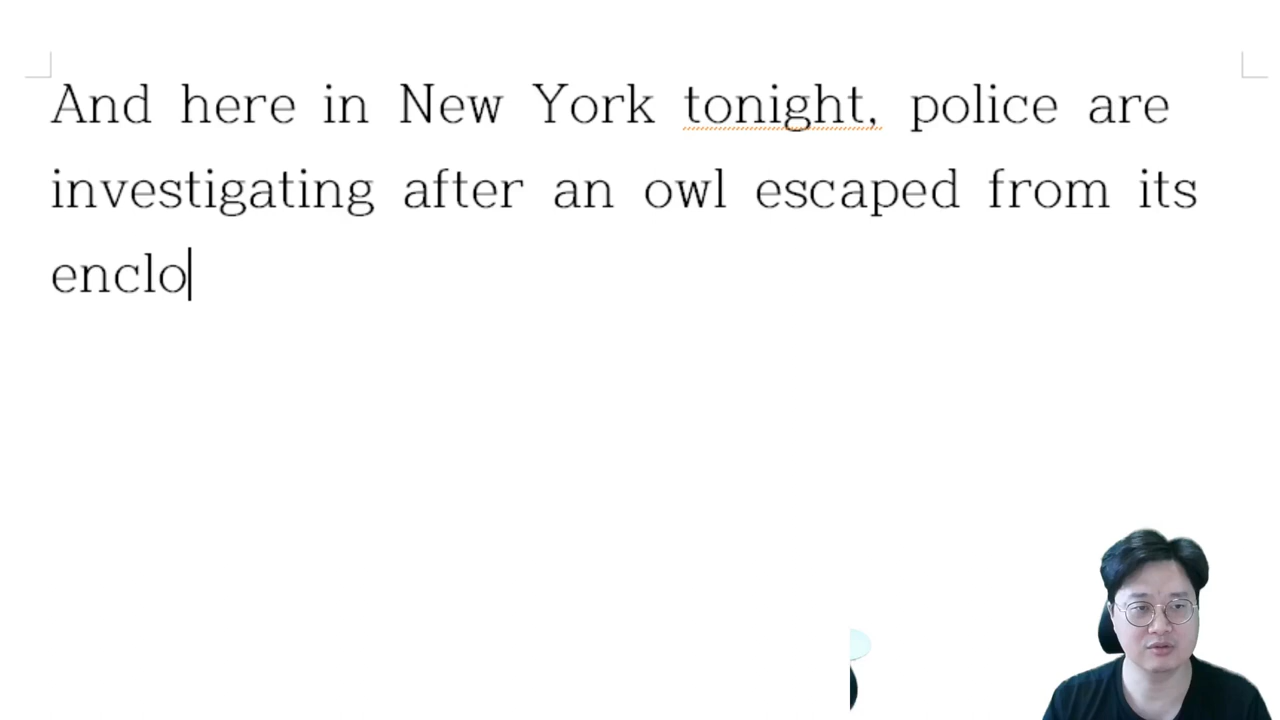 And here in New York tonight, police are
investigating after an owl escaped from its
enclo